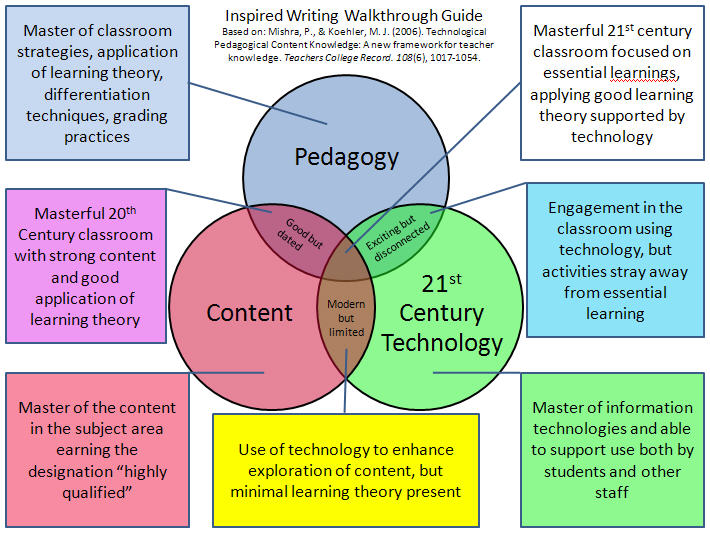 Inspired Writing Walkthrough Guide
Based on: Mishra, P., & Koehler, M. J. (2006). Technological
Pedagogical Content Knowledge: A new framework for teacher
knowledge. Teachers College Record. 108(6), 1017-1054.
Master of classroom
strategies, application
of learning theory,
differentiation
techniques, grading
practices
Masterful 21st century
classroom focused on
essential learnings,
applying good learning
theory supported by
technology
Pedagogy
Masterful 20th
Century classroom
with strong content
and good
application of
learning theory
Good but
dated
Exciting but
disconnected
Engagement in the
classroom using
technology, but
activities stray away
from essential
learning
Content
Modern
but
limited
21st
Century
Technology
Master of the content
in the subject area
earning the
designation “highly
qualified”
Use of technology to enhance
exploration of content, but
minimal learning theory present
Master of information
technologies and able
to support use both by
students and other
staff